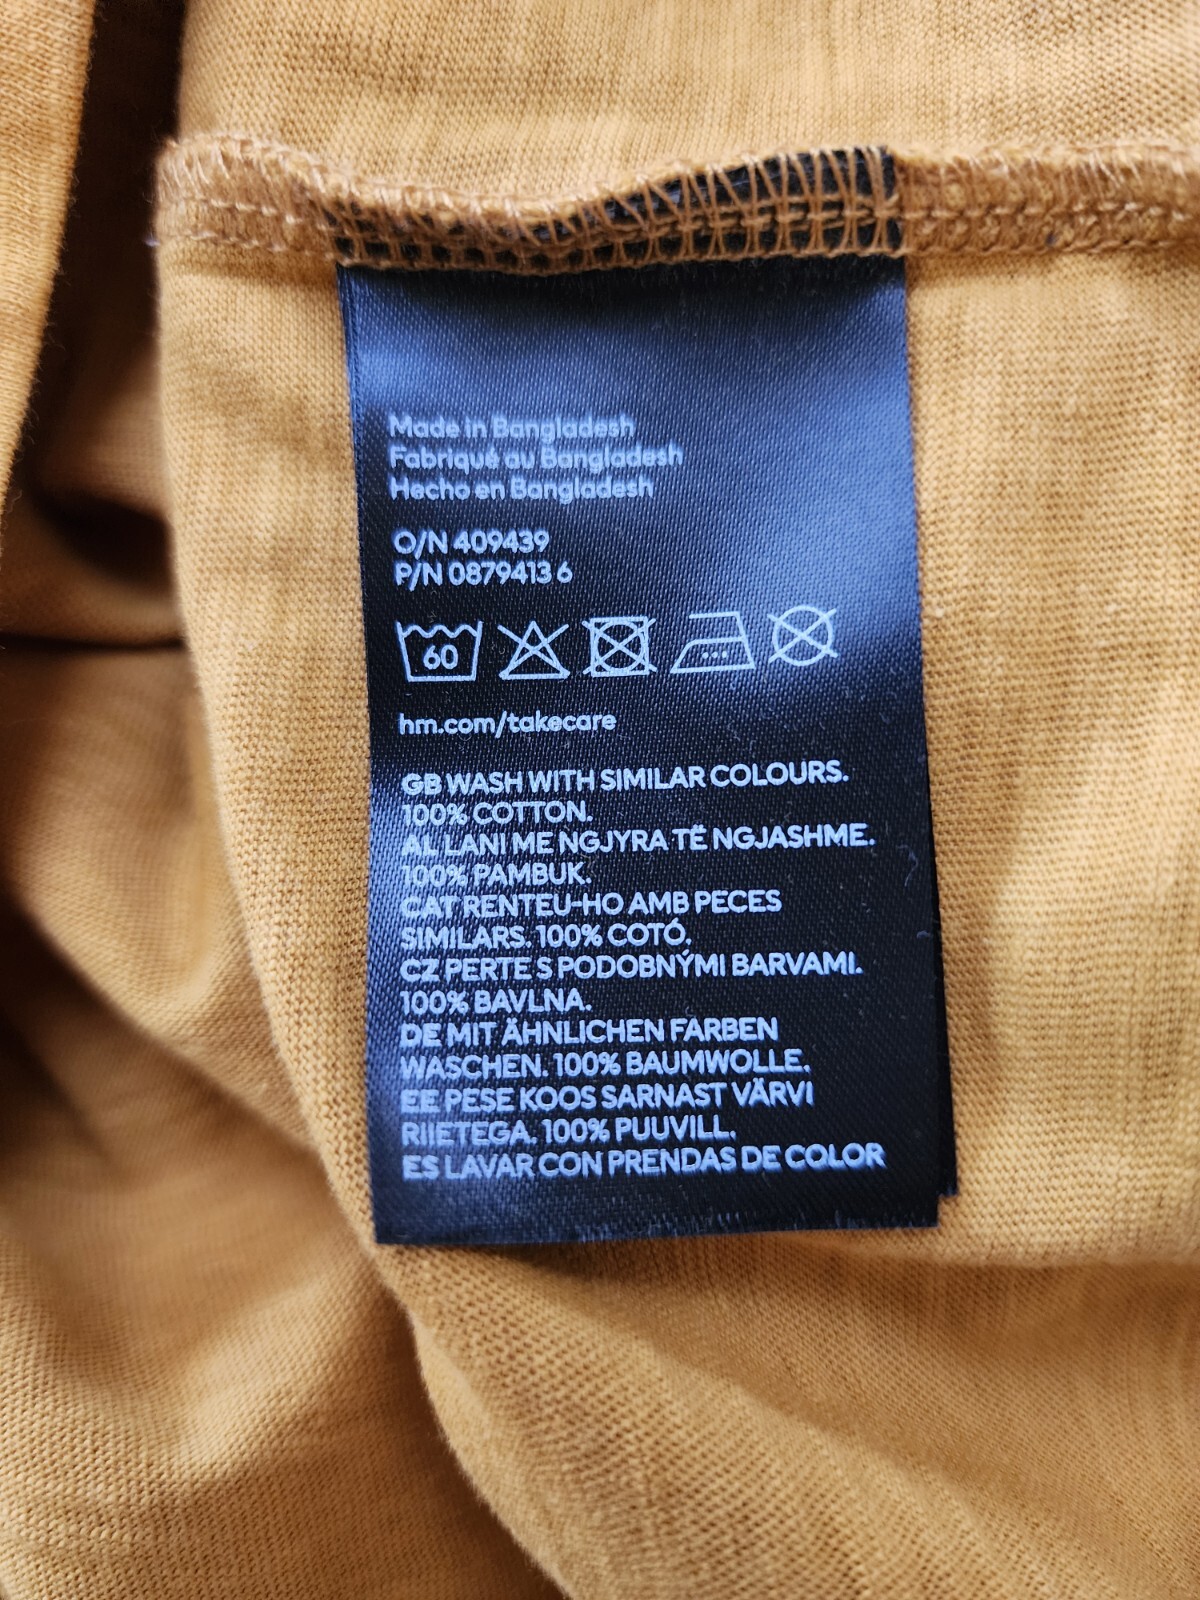 Made in Bangladesh
Fabriqué au Bangladesh
Hecho en Bangladesh
O/N 409439
P/N 0879413 6
60
hm.com/takecare
GB WASH WITH SIMILAR COLOURS.
100% COTTON.
AL LANI ME NGJYRA TË NGJASHME.
100% PAMBUK.
CAT RENTEU-HO AMB PECES
SIMILARS. 100% COTÓ.
CZ PERTE S PODOBNÝMI BARVAMI.
100% BAVLNA.
DE MIT ÄHNLICHEN FARBEN
WASCHEN. 100% BAUMWOLLE.
EE PESE KOOS SARNAST VÄRVI
RIIETEGA. 100% PUUVILL.
ES LAVAR CON PRENDAS DE COLOR